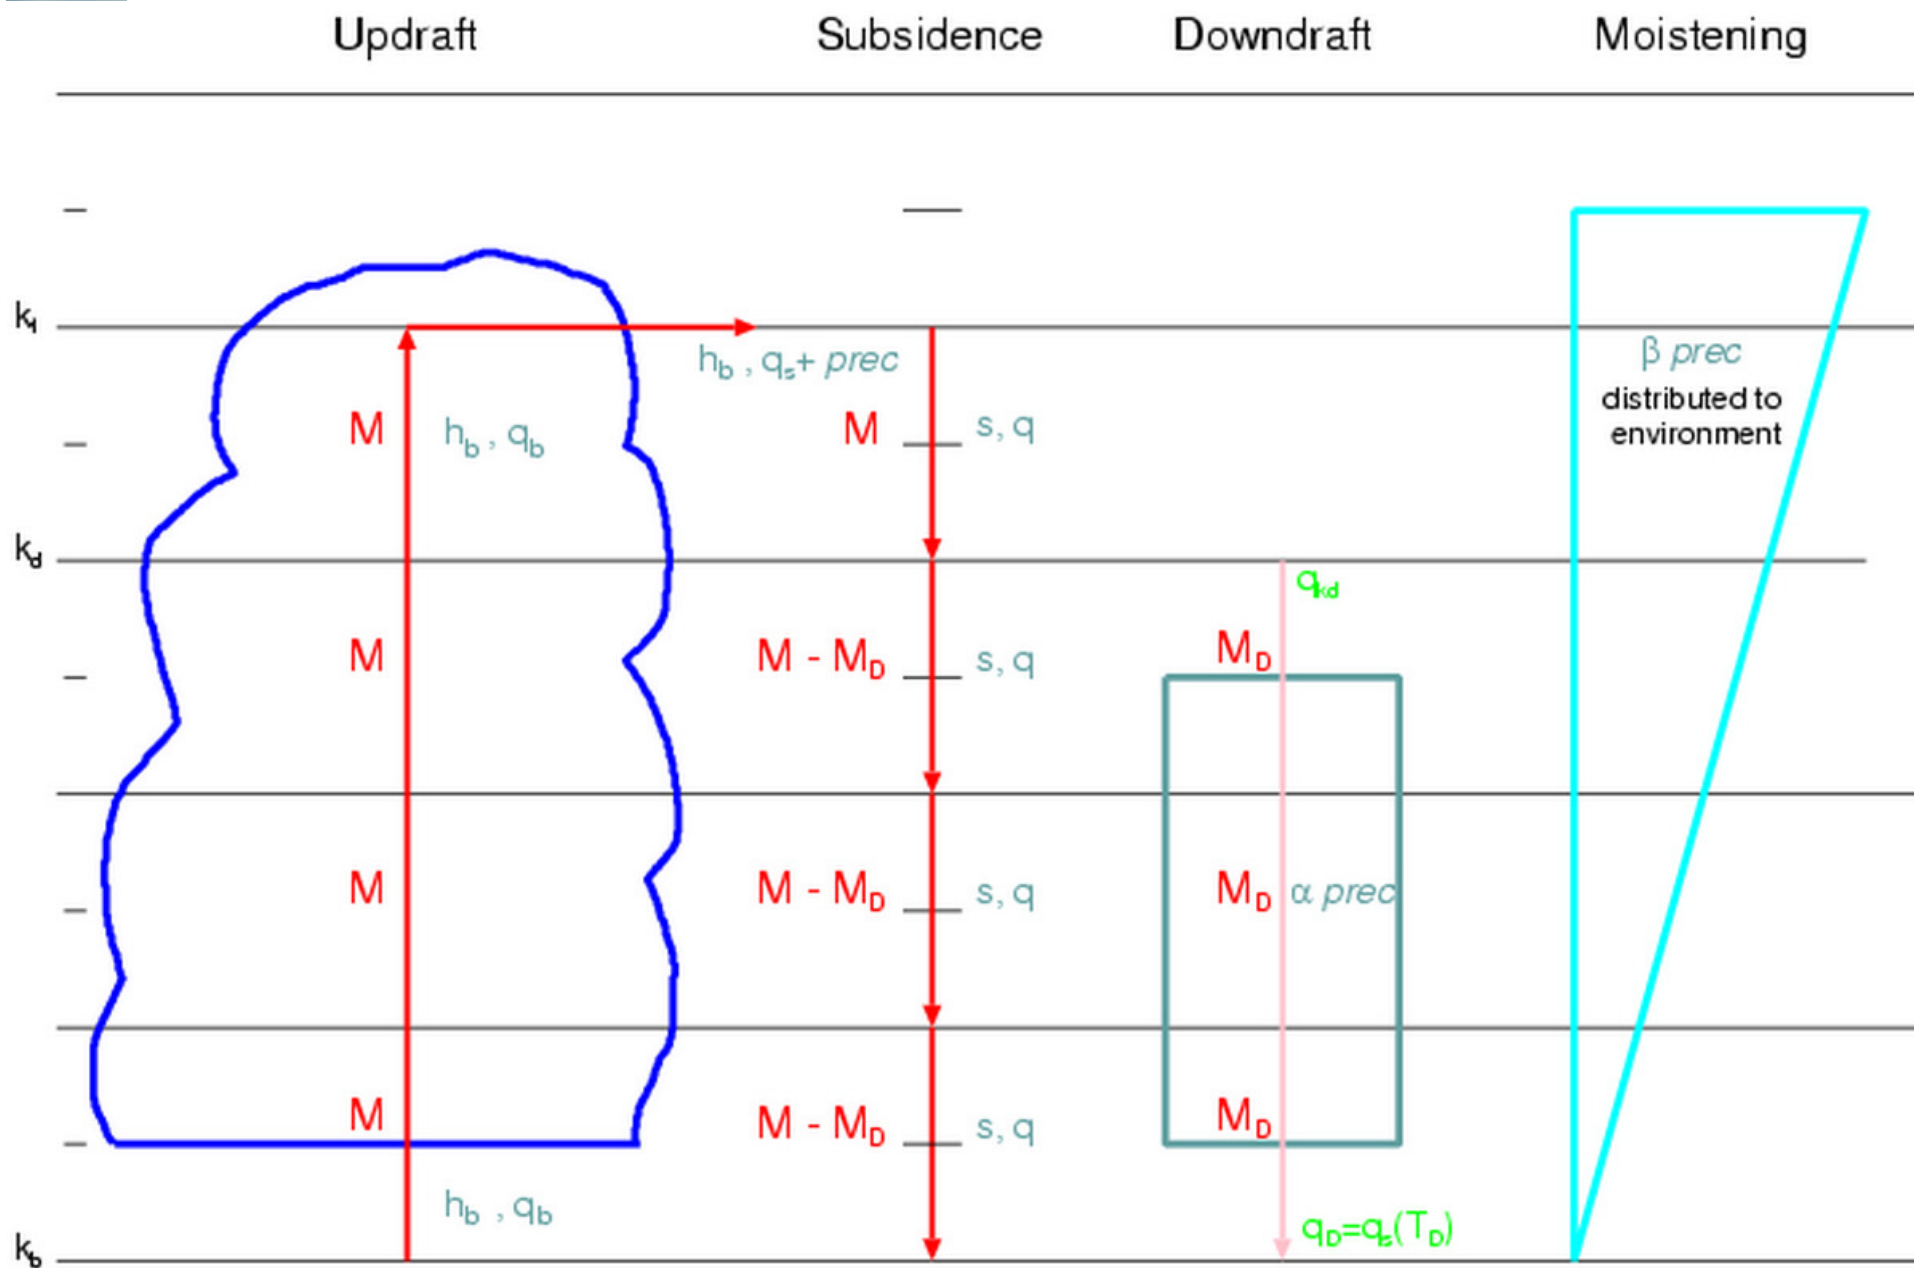 Updraft Subsidence Downdraft Moistening
k_t
h_b , q_s+ prec
β prec
distributed to
environment
M h_b , q_b M s, q
k_d
q_kd
M M - M_D s, q M_D
M M - M_D s, q M_D α prec
M M - M_D s, q M_D
h_b , q_b
q_D=q_s(T_D)
k_b